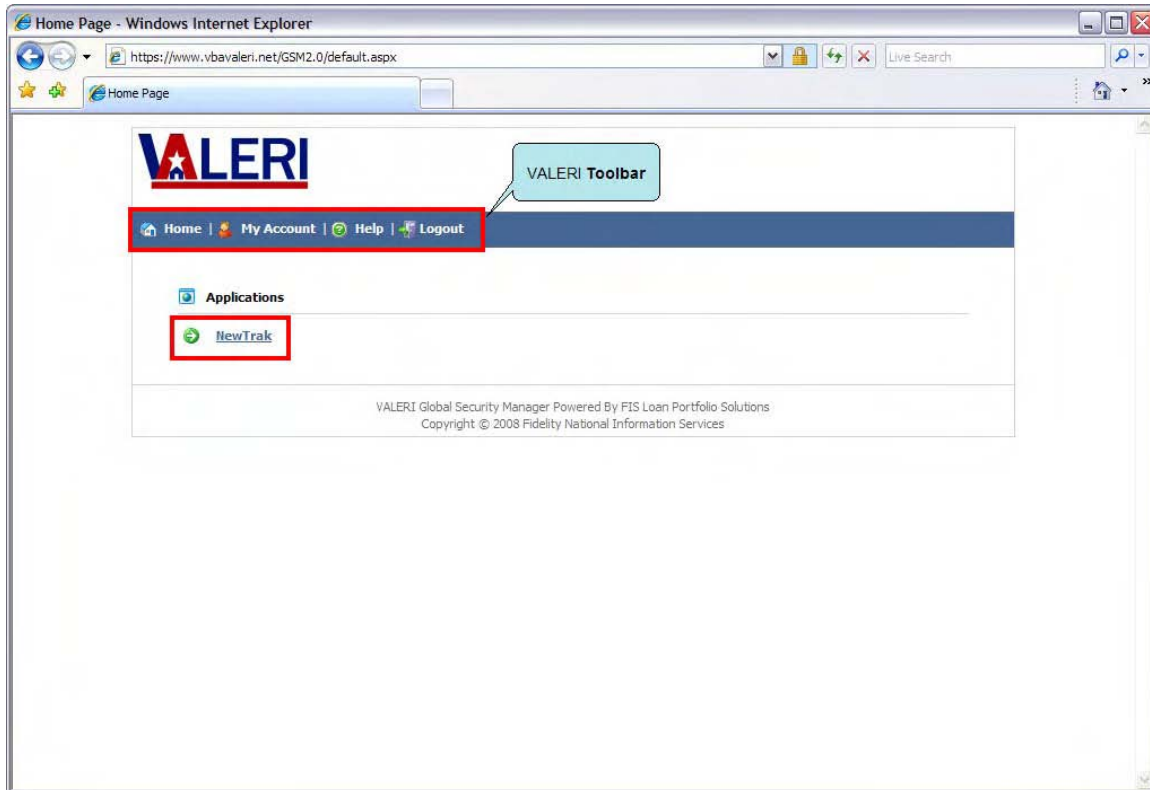 Home Page - Windows Internet Explorer
https://www.vbavaleri.net/GSM2.0/default.aspx
Live Search
Home Page
VALERI
VALERI Toolbar
Home | My Account | Help | Logout
Applications
NewTrak
VALERI Global Security Manager Powered By FIS Loan Portfolio Solutions
Copyright © 2008 Fidelity National Information Services